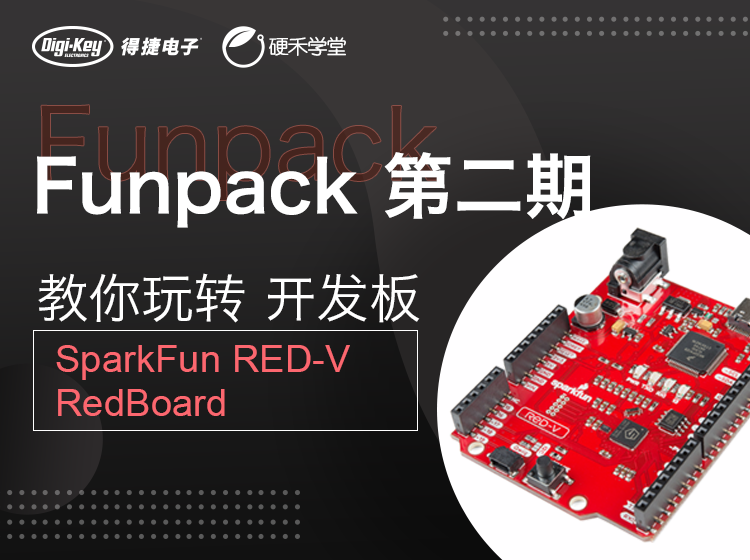 Digi-Key
ELECTRONICS
得捷电子
硬禾学堂
Funpack
Funpack 第二期
教你玩转 开发板
SparkFun RED-V
RedBoard
sparkfun
RED-V